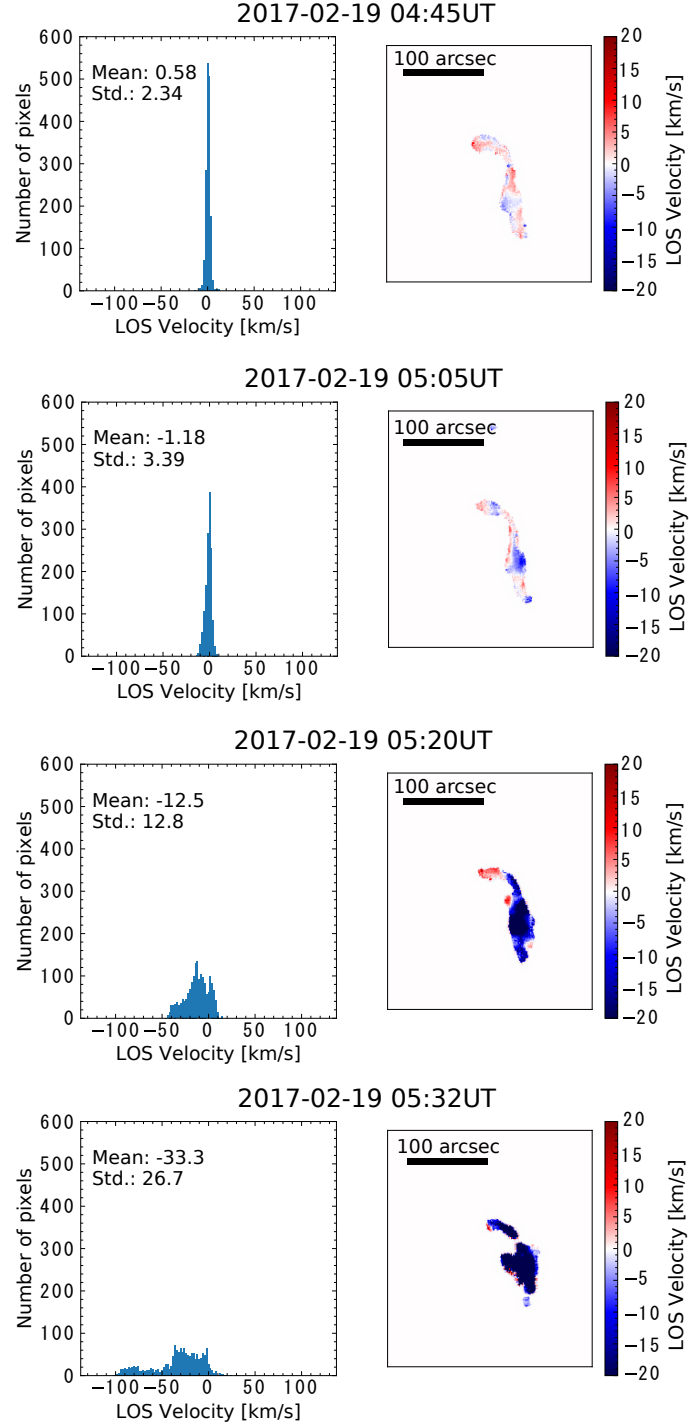 2017-02-19 04:45UT
600
500
400
300
200
100
0
Number of pixels
Mean: 0.58
Std.: 2.34
−100 −50 0 50 100
LOS Velocity [km/s]
100 arcsec
20
15
10
5
0
−5
−10
−15
−20
LOS Velocity [km/s]
2017-02-19 05:05UT
600
500
400
300
200
100
0
Number of pixels
Mean: -1.18
Std.: 3.39
−100 −50 0 50 100
LOS Velocity [km/s]
100 arcsec
20
15
10
5
0
−5
−10
−15
−20
LOS Velocity [km/s]
2017-02-19 05:20UT
600
500
400
300
200
100
0
Number of pixels
Mean: -12.5
Std.: 12.8
−100 −50 0 50 100
LOS Velocity [km/s]
100 arcsec
20
15
10
5
0
−5
−10
−15
−20
LOS Velocity [km/s]
2017-02-19 05:32UT
600
500
400
300
200
100
0
Number of pixels
Mean: -33.3
Std.: 26.7
−100 −50 0 50 100
LOS Velocity [km/s]
100 arcsec
20
15
10
5
0
−5
−10
−15
−20
LOS Velocity [km/s]